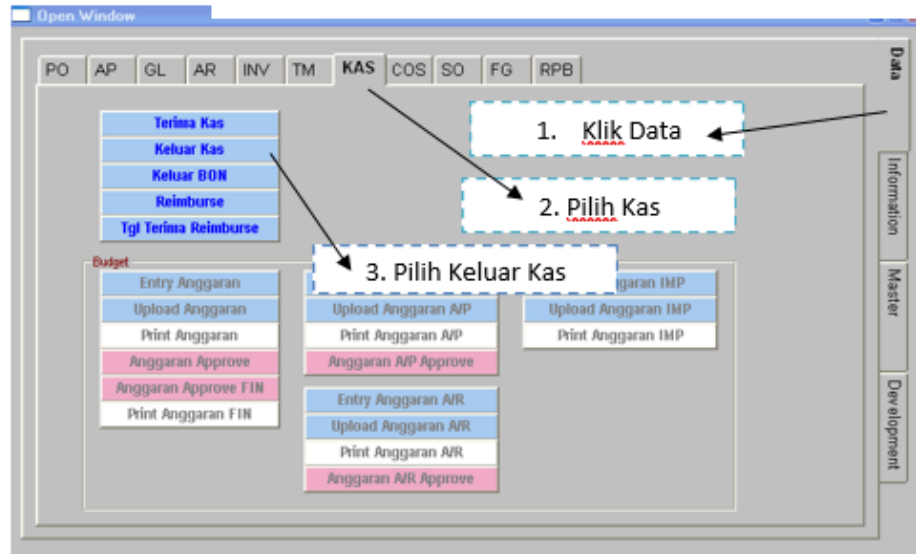 Open Window
PO AP GL AR INV TM KAS COS SO FG RPB
Data
Information
Master
Development
Terima Kas
Keluar Kas
Keluar BON
Reimburse
Tgl Terima Reimburse
1. Klik Data
2. Pilih Kas
3. Pilih Keluar Kas
Budget
Entry Anggaran
Upload Anggaran
Print Anggaran
Anggaran Approve
Anggaran Approve FIN
Print Anggaran FIN
Upload Anggaran A/P
Print Anggaran A/P
Anggaran A/P Approve
Entry Anggaran A/R
Upload Anggaran A/R
Print Anggaran A/R
Anggaran A/R Approve
IMP
Upload Anggaran IMP
Print Anggaran IMP